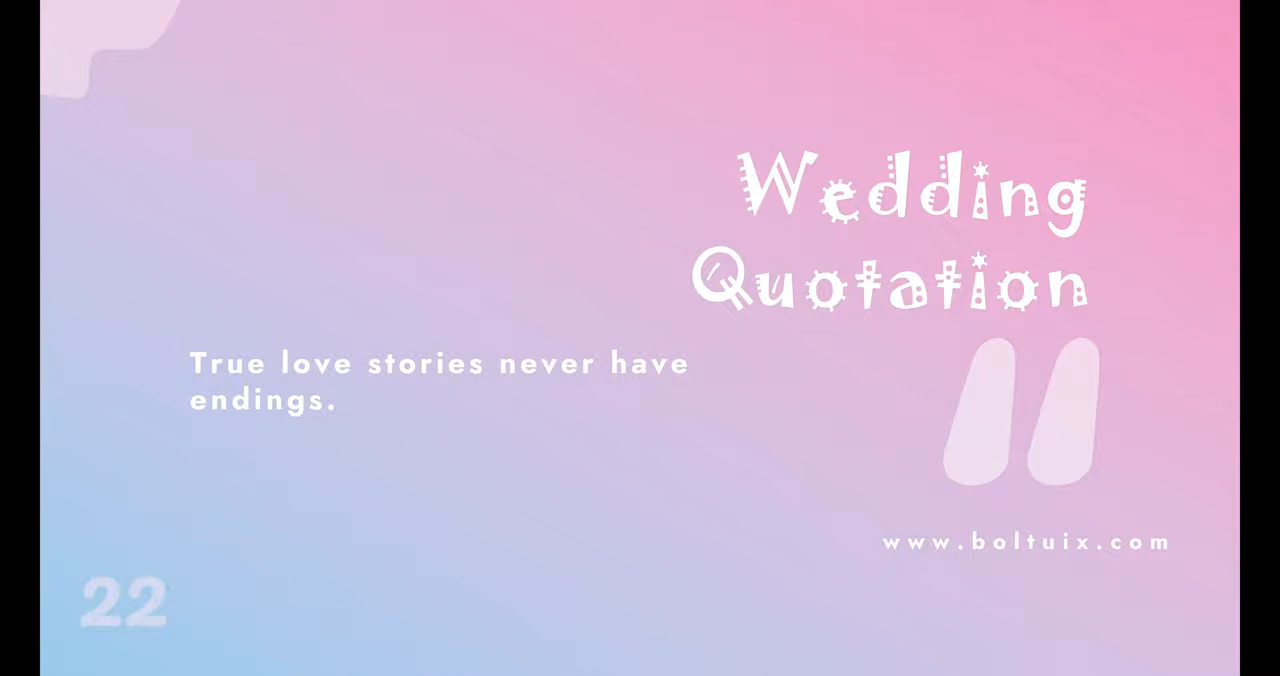 Wedding
Quotation
True love stories never have
endings.
www.boltuix.com
22